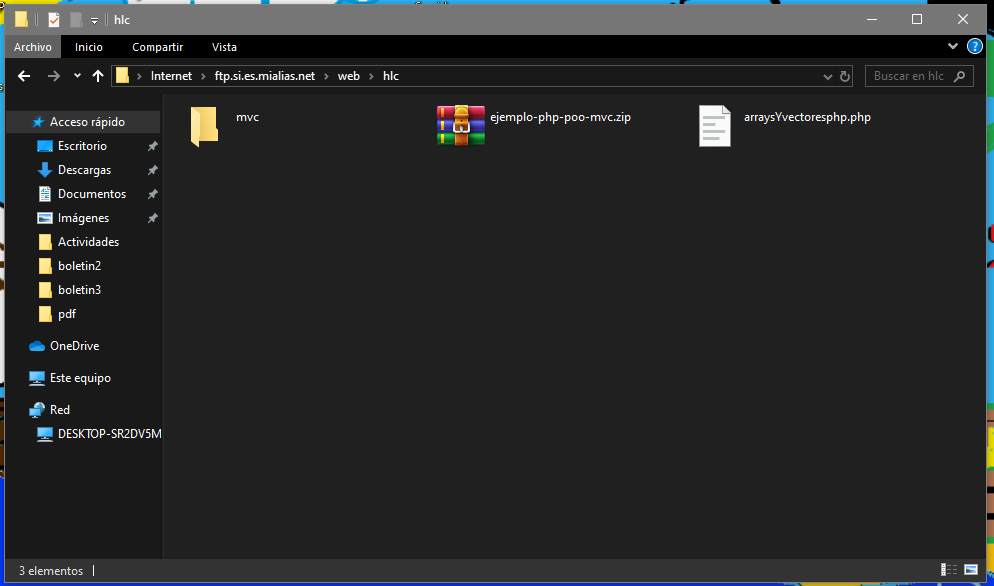 hlc
Archivo Inicio Compartir Vista
Internet ftp.si.es.mialias.net web hlc Buscar en hlc
Acceso rápido
Escritorio
Descargas
Documentos
Imágenes
Actividades
boletin2
boletin3
pdf
OneDrive
Este equipo
Red
DESKTOP-SR2DV5M
mvc
ejemplo-php-poo-mvc.zip
arraysYvectoresphp.php
3 elementos